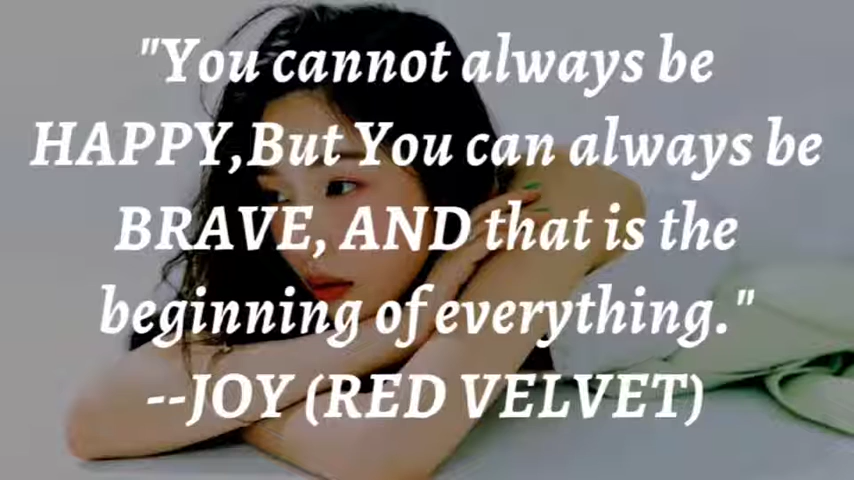 "You cannot always be
HAPPY,But You can always be
BRAVE, AND that is the
beginning of everything."
--JOY (RED VELVET)